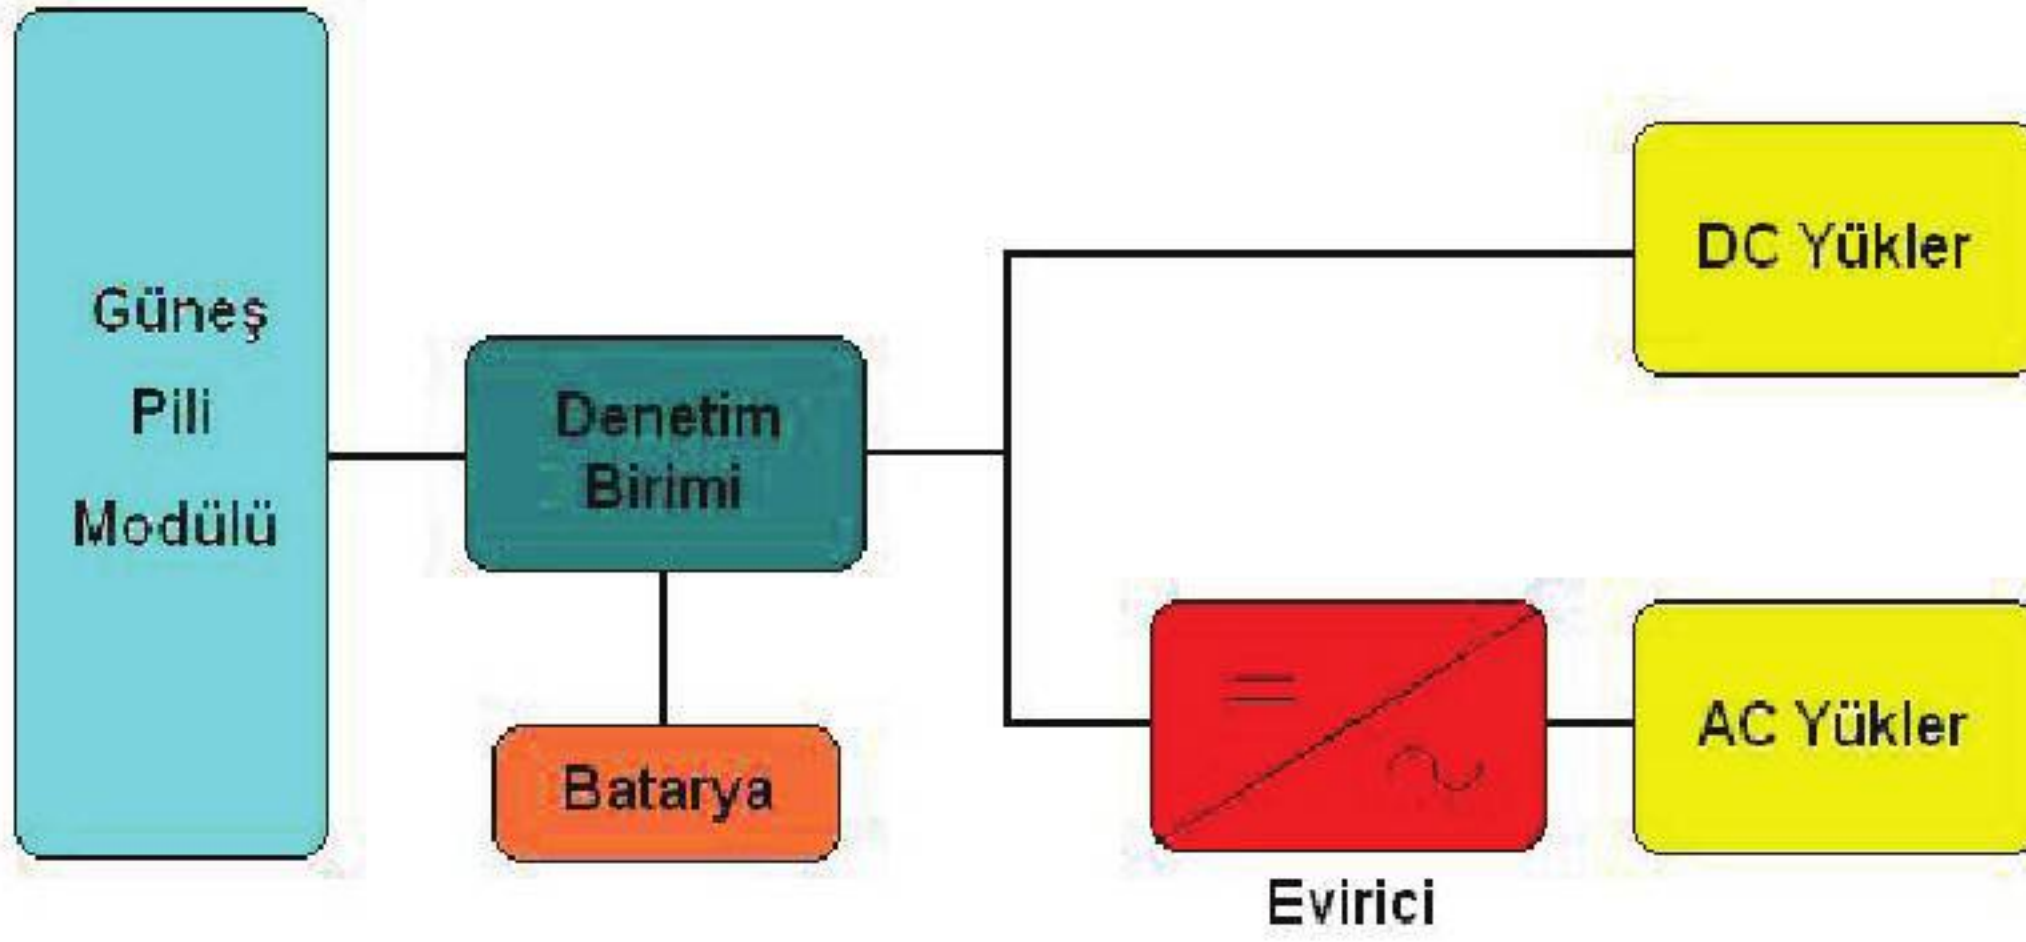 Güneş
Pili
Modülü
Denetim
Birimi
Batarya
DC Yükler
AC Yükler
Evirici